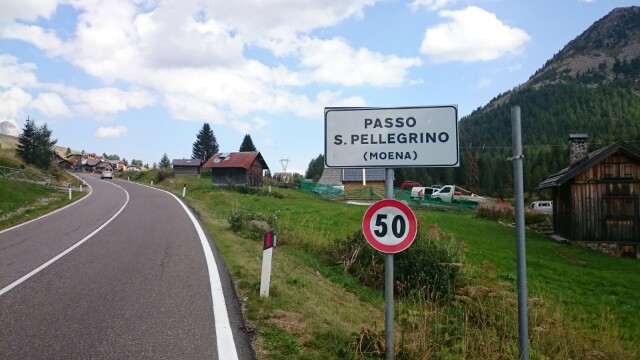 PASSO
S. PELLEGRINO
(MOENA)
50